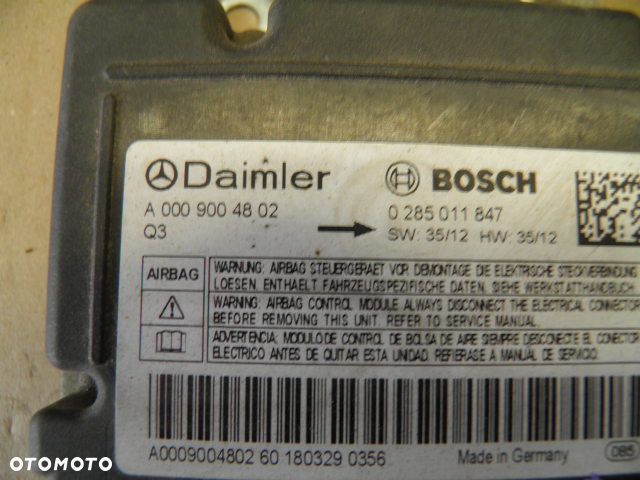 Daimler
BOSCH
A 000 900 48 02
0 285 011 847
Q3
SW: 35/12 HW: 35/12
AIRBAG
WARNUNG: AIRBAG STEUERGERAET VOR DEMONTAGE DIE ELEKTRISCHE STECKVERBINDUNG
LOESEN. ENTHAELT FAHRZEUGSPEZIFISCHE DATEN. SIEHE WERKSTATTHANDBUCH.
WARNING: AIRBAG CONTROL MODULE ALWAYS DISCONNECT THE ELECTRICAL CONNECTOR
BEFORE REMOVING THIS UNIT. REFER TO SERVICE MANUAL.
ADVERTENCIA: MODULO DE CONTROL DE BOLSA DE AIRE SIEMPRE DESCONECTE EL CONECTOR
ELECTRICO ANTES DE QUITAR ESTA UNIDAD. REFIERASE A MANUAL DE SERVICIO.
A0009004802 60 180329 0356
Made in Germany
085
OTOMOTO